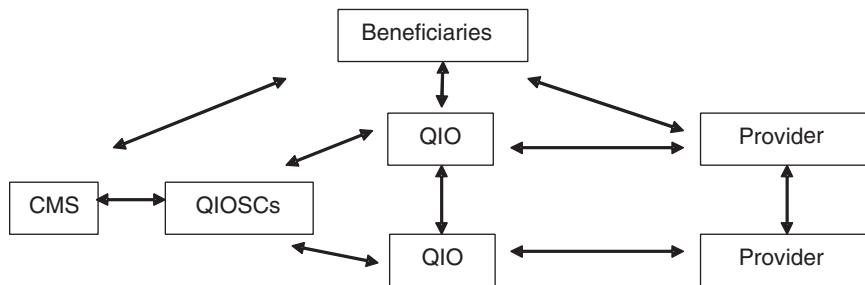 Beneficiaries
QIO
Provider
CMS
QIOSCs
QIO
Provider